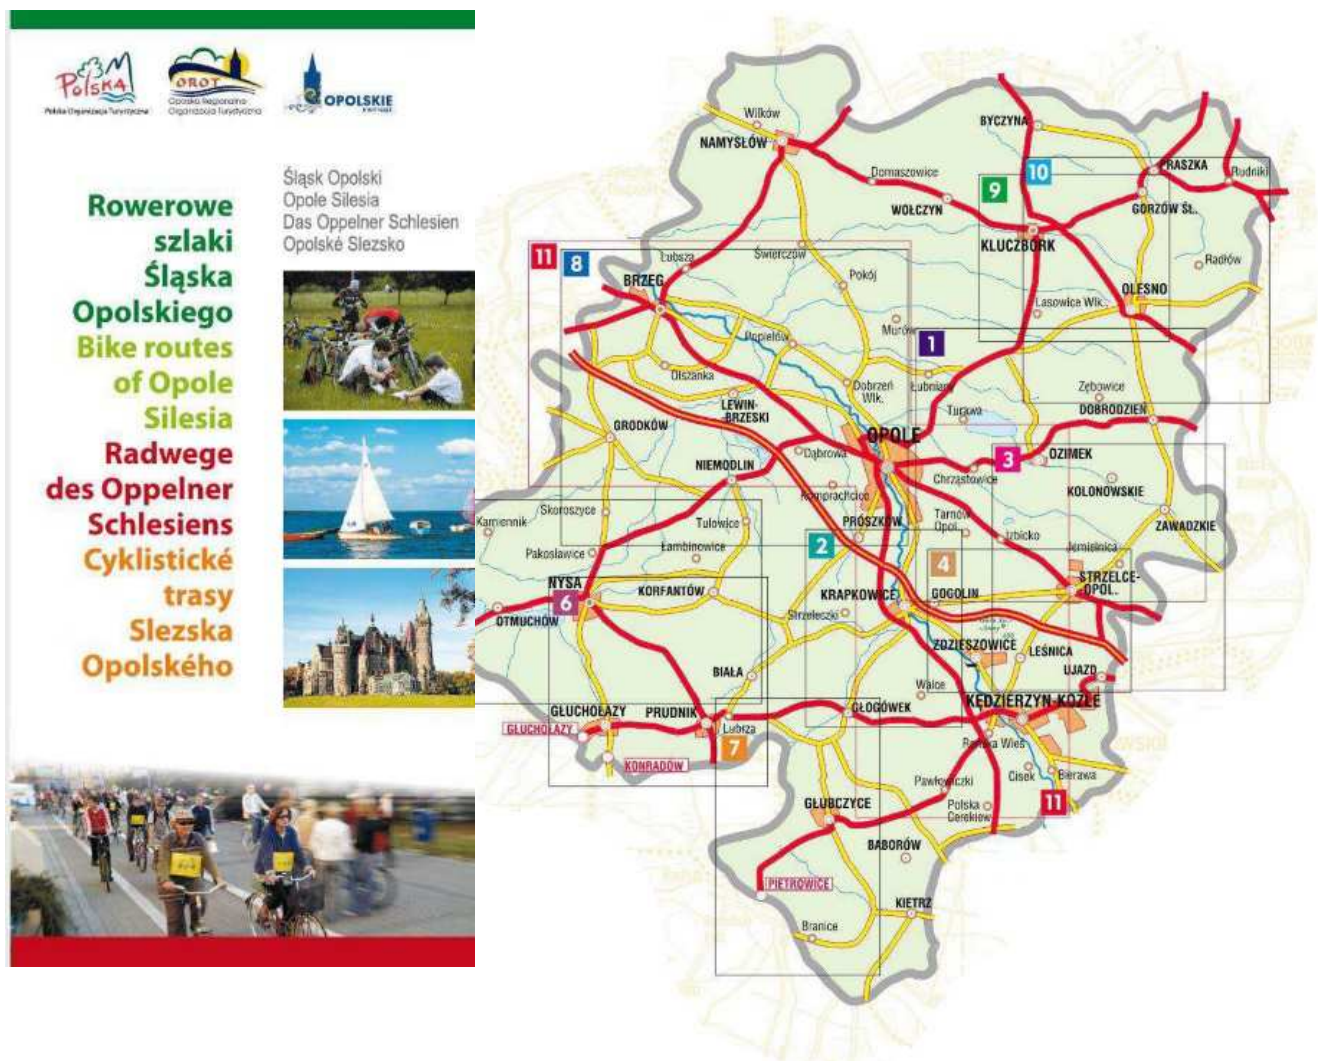 POLSKA
Polska Organizacja Turystyczna
OROT
Opolska Regionalna
Organizacja Turystyczna
OPOLSKIE
Śląsk Opolski
Opole Silesia
Das Oppelner Schlesien
Opolské Slezsko
Rowerowe
szlaki
Śląska
Opolskiego
Bike routes
of Opole
Silesia
Radwege
des Oppelner
Schlesiens
Cyklistické
trasy
Slezska
Opolského
Wilków
NAMYSŁÓW
BYCZYNA
PRASZKA
Rudniki
10
9
Domaszowice
WOŁCZYN
GORZÓW ŚL.
KLUCZBORK
Radłów
11
8
Lubsza
Świerczów
BRZEG
Pokój
OLESNO
Lasowice Wlk.
Murów
Popielów
1
Olszanka
Dobrzeń
Wlk.
Łubniany
Zębowice
LEWIN-
BRZESKI
Turawa
DOBRODZIEŃ
GRODKÓW
OPOLE
Dąbrowa
3
OZIMEK
NIEMODLIN
Chrząstowice
KOLONOWSKIE
Komprachcice
Kamiennik
Skoroszyce
Tułowice
PRÓSZKÓW
Tarnów
Opol.
Izbicko
ZAWADZKIE
Pakosławice
Łambinowice
2
4
Jemielnica
NYSA
6
KORFANTÓW
KRAPKOWICE
GOGOLIN
STRZELCE-
OPOL.
OTMUCHÓW
Strzeleczki
ZDZIESZOWICE
LEŚNICA
BIAŁA
UJAZD
Walce
GŁUCHOŁAZY
PRUDNIK
GŁOGÓWEK
KĘDZIERZYN-KOŹLE
GŁUCHOŁAZY
Lubrza
7
Reńska Wieś
KONRADÓW
Cisek
Bierawa
Pawłowiczki
GŁUBCZYCE
Polska
Cerekiew
11
BABORÓW
PIETROWICE
KIETRZ
Branice